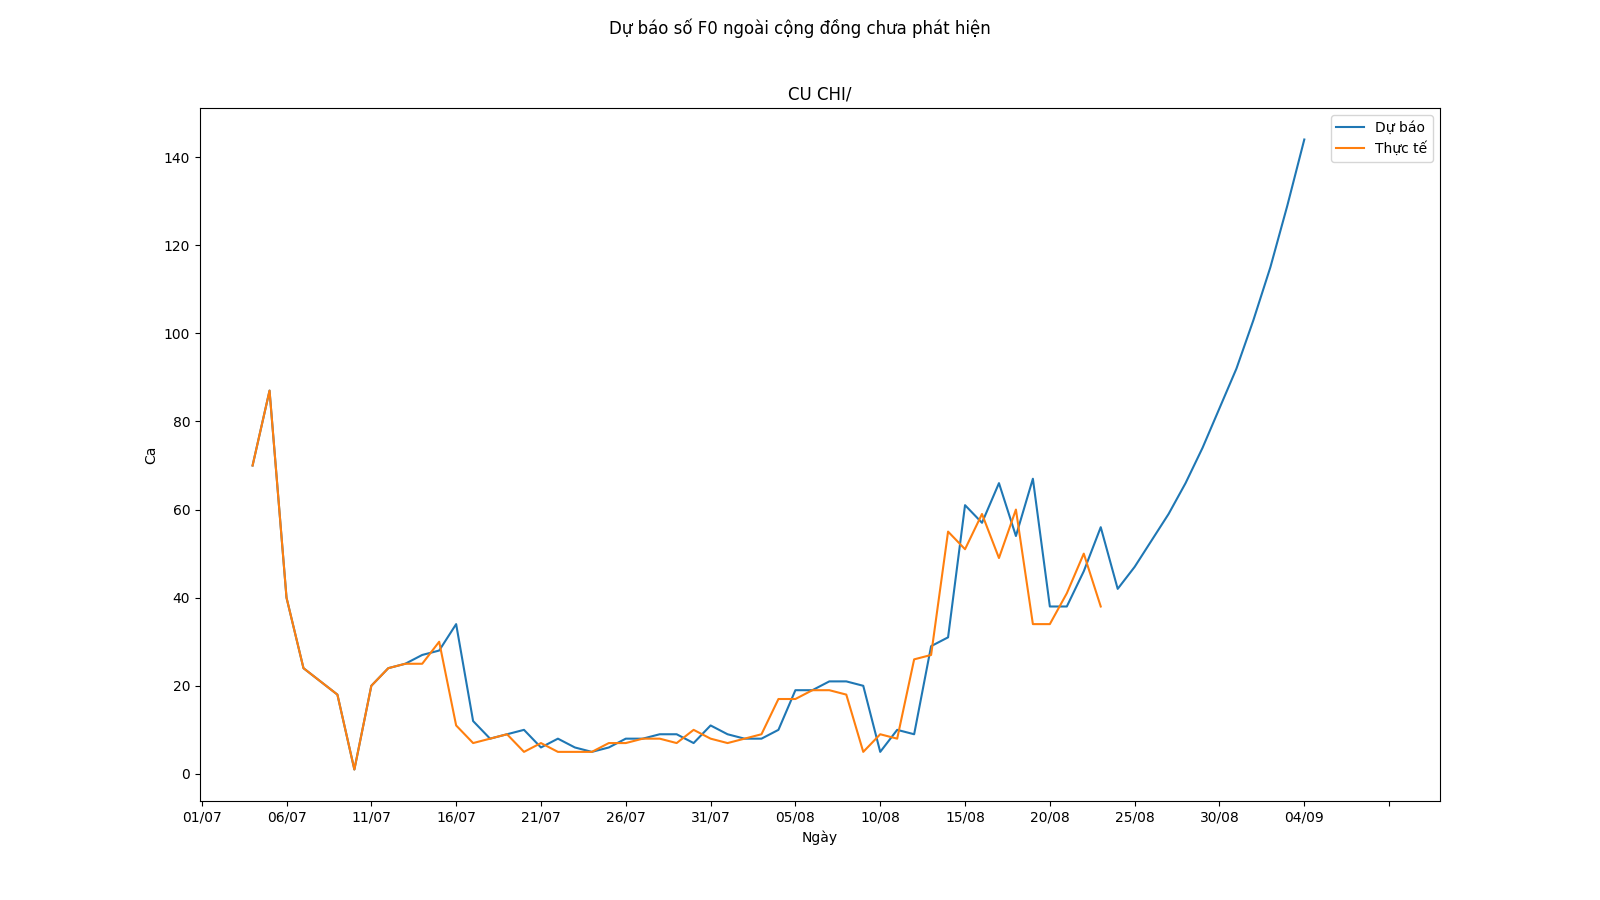 Dự báo số F0 ngoài cộng đồng chưa phát hiện
CU CHI/
Dự báo
Thực tế
140
120
100
80
60
40
20
0
Ca
01/07 06/07 11/07 16/07 21/07 26/07 31/07 05/08 10/08 15/08 20/08 25/08 30/08 04/09
Ngày